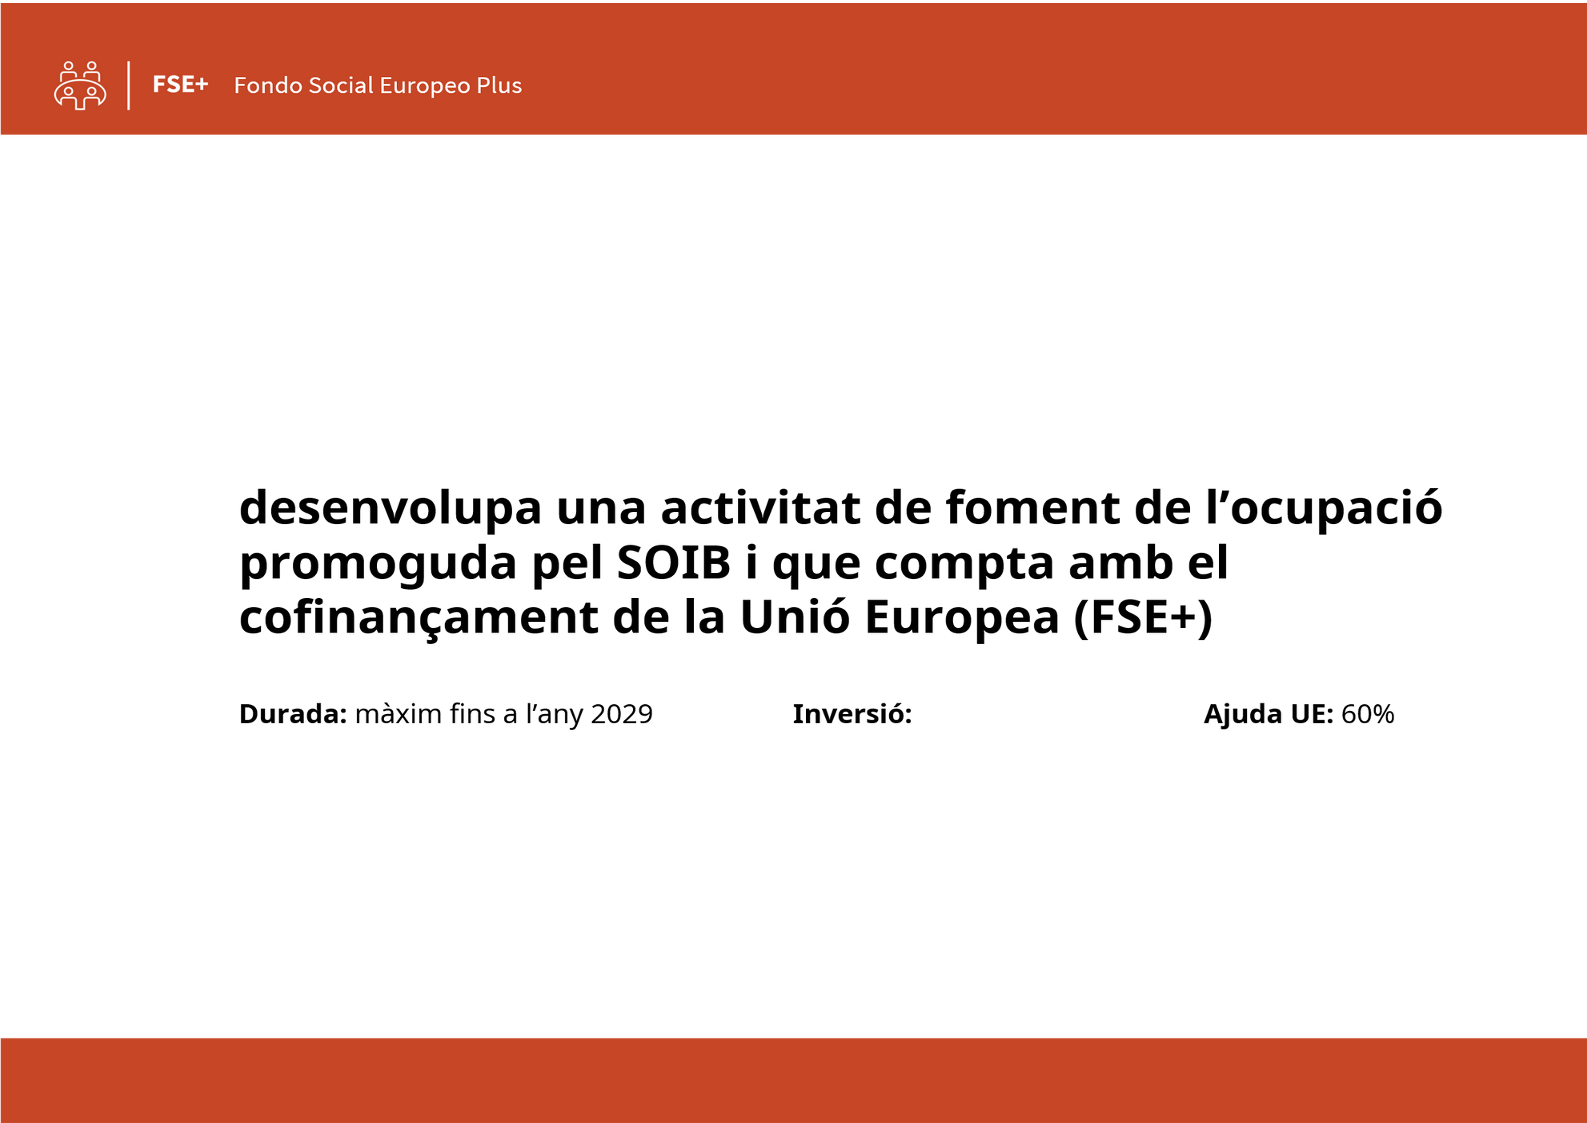 FSE+ Fondo Social Europeo Plus
desenvolupa una activitat de foment de l’ocupació
promoguda pel SOIB i que compta amb el
cofinançament de la Unió Europea (FSE+)
Durada: màxim fins a l’any 2029 Inversió: Ajuda UE: 60%